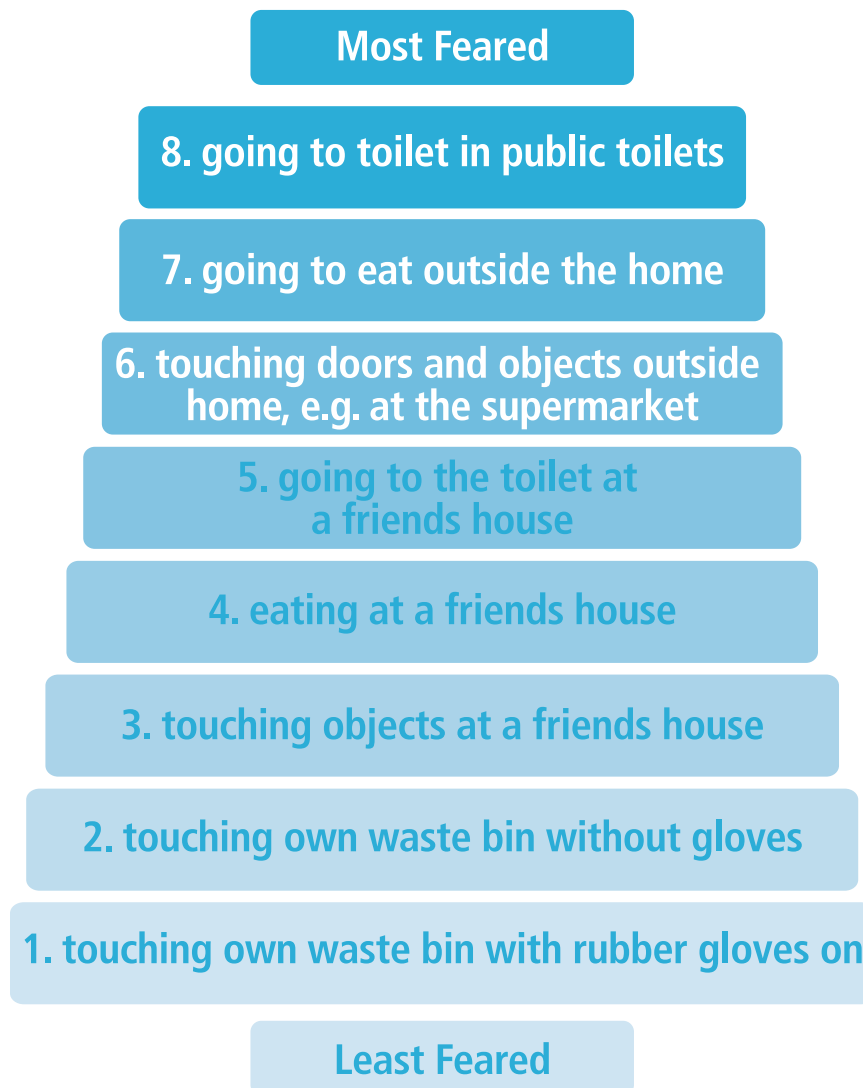 Most Feared
8. going to toilet in public toilets
7. going to eat outside the home
6. touching doors and objects outside
home, e.g. at the supermarket
5. going to the toilet at
a friends house
4. eating at a friends house
3. touching objects at a friends house
2. touching own waste bin without gloves
1. touching own waste bin with rubber gloves on
Least Feared